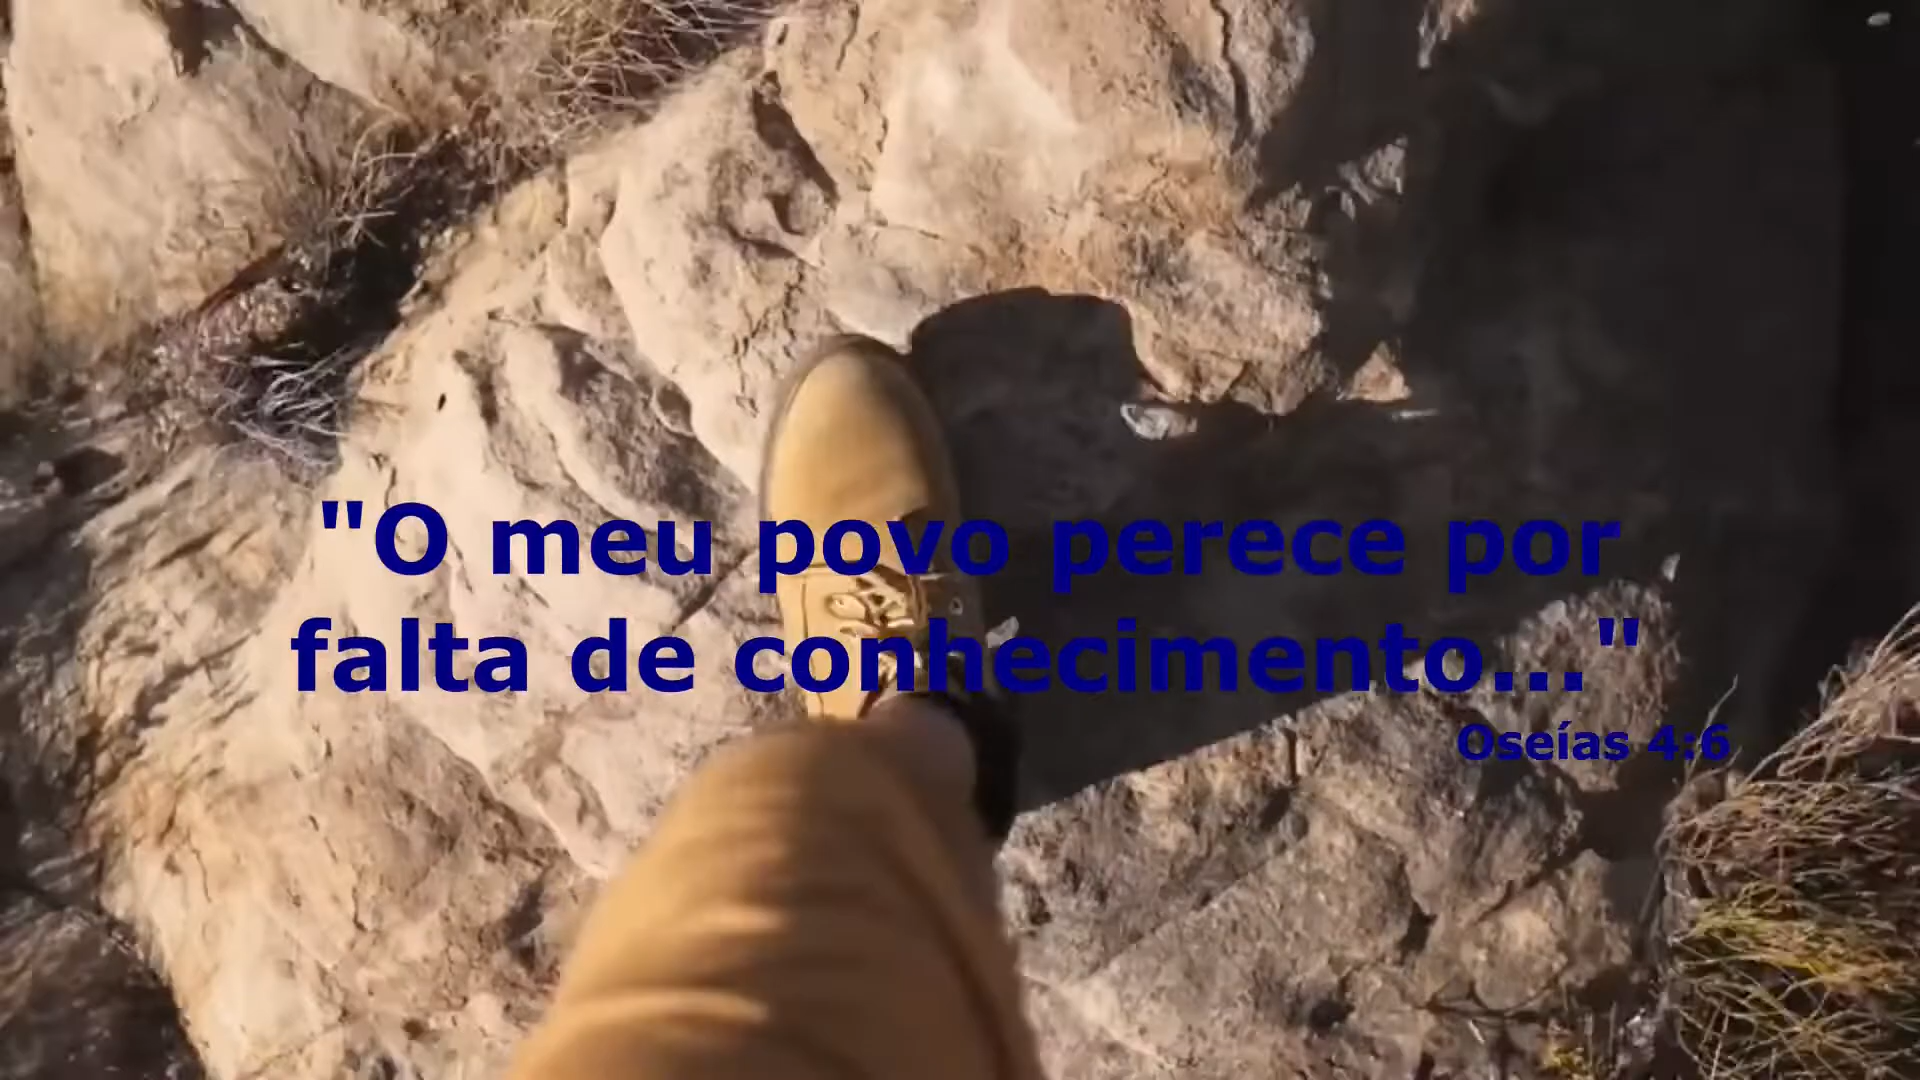 "O meu povo perece por
falta de conhecimento..."
Oseías 4:6